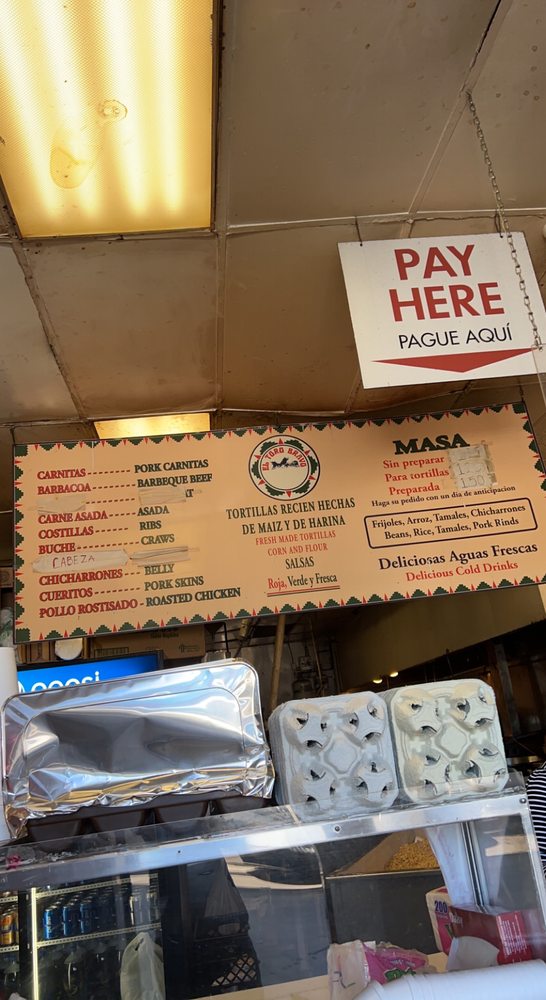 PAY
HERE
PAGUE AQUÍ
CARNITAS ------ PORK CARNITAS
BARBACOA ------ BARBEQUE BEEF
T
CARNE ASADA ------ ASADA
COSTILLAS ------ RIBS
BUCHE ------ CRAWS
CABEZA
CHICHARRONES - BELLY
CUERITOS ------ PORK SKINS
POLLO ROSTISADO - ROASTED CHICKEN
EL TORO BRAVO
TORTILLAS RECIEN HECHAS
DE MAIZ Y DE HARINA
FRESH MADE TORTILLAS
CORN AND FLOUR
SALSAS
Roja, Verde y Fresca
MASA
Sin preparar
Para tortillas
Preparada
Haga su pedido con un dia de anticipacion
Frijoles, Arroz, Tamales, Chicharrones
Beans, Rice, Tamales, Pork Rinds
Deliciosas Aguas Frescas
Delicious Cold Drinks
pepsi
200